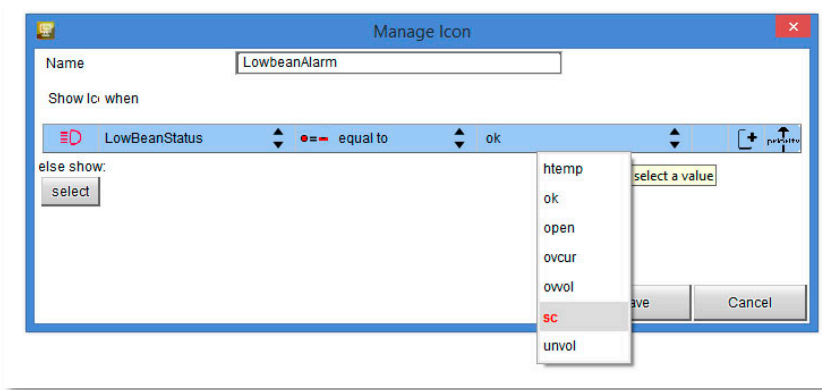 Manage Icon
Name LowbeanAlarm
Show Ic when
LowBeanStatus equal to ok priority
else show:
select
select a value
htemp
ok
open
ovcur
ovvol
sc
unvol
ave Cancel